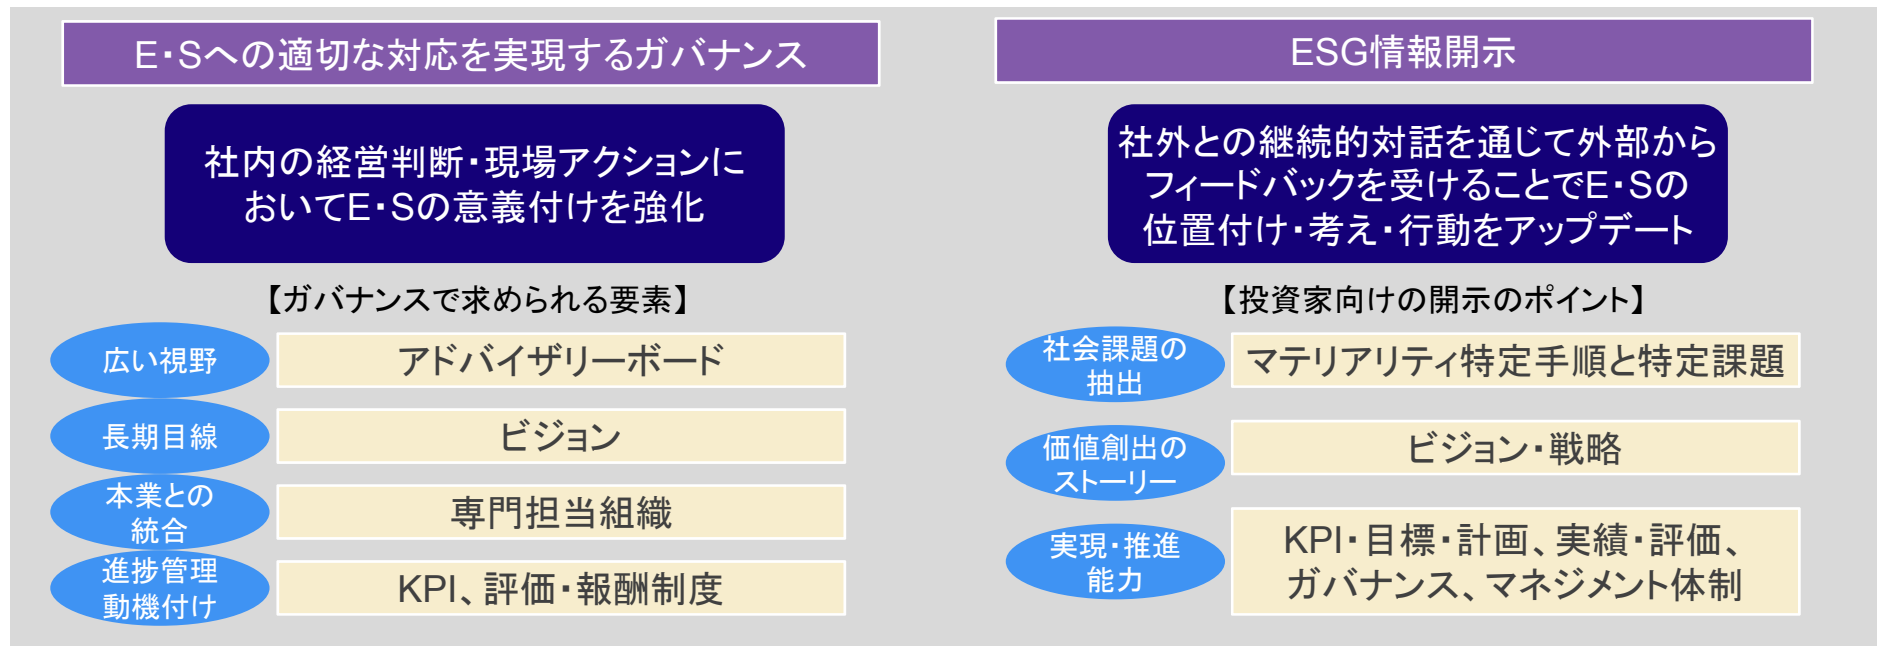 E・Sへの適切な対応を実現するガバナンス
社内の経営判断・現場アクションに
おいてE・Sの意義付けを強化
【ガバナンスで求められる要素】
広い視野
アドバイザリーボード
長期目線
ビジョン
本業との
統合
専門担当組織
進捗管理
動機付け
KPI、評価・報酬制度
ESG情報開示
社外との継続的対話を通じて外部から
フィードバックを受けることでE・Sの
位置付け・考え・行動をアップデート
【投資家向けの開示のポイント】
社会課題の
抽出
マテリアリティ特定手順と特定課題
価値創出の
ストーリー
ビジョン・戦略
実現・推進
能力
KPI・目標・計画、実績・評価、
ガバナンス、マネジメント体制